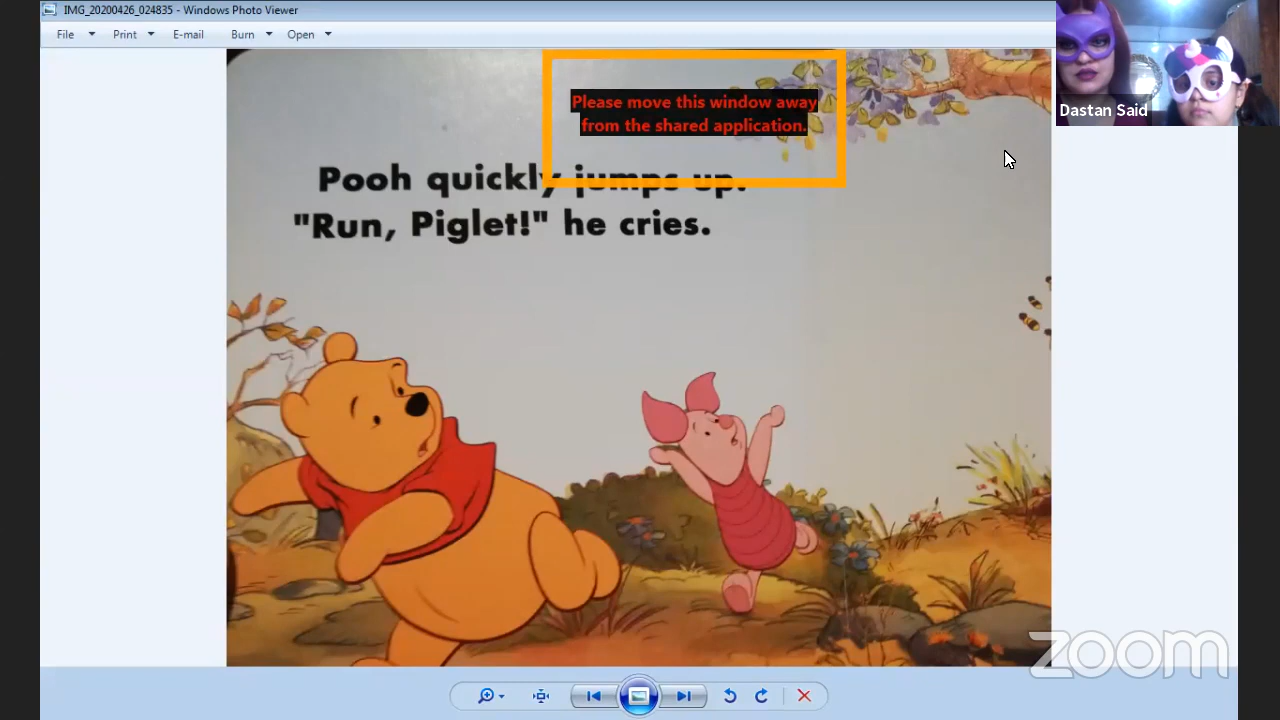 IMG_20200426_024835 - Windows Photo Viewer
File Print E-mail Burn Open
Please move this window away
from the shared application.
Dastan Said
Pooh quickly jumps up.
"Run, Piglet!" he cries.
zoom